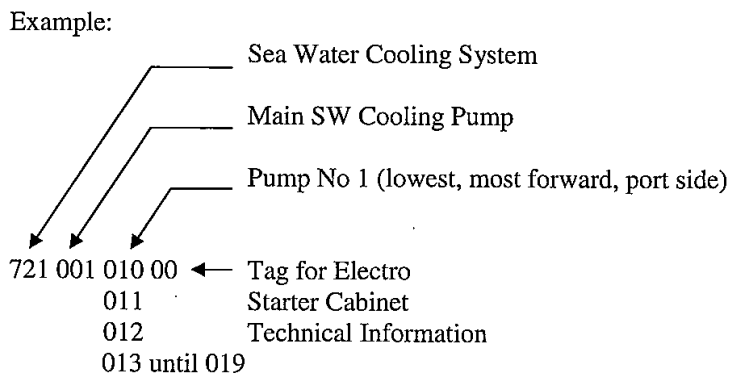 Example:
Sea Water Cooling System
Main SW Cooling Pump
Pump No 1 (lowest, most forward, port side)
721 001 010 00 Tag for Electro
011 Starter Cabinet
012 Technical Information
013 until 019